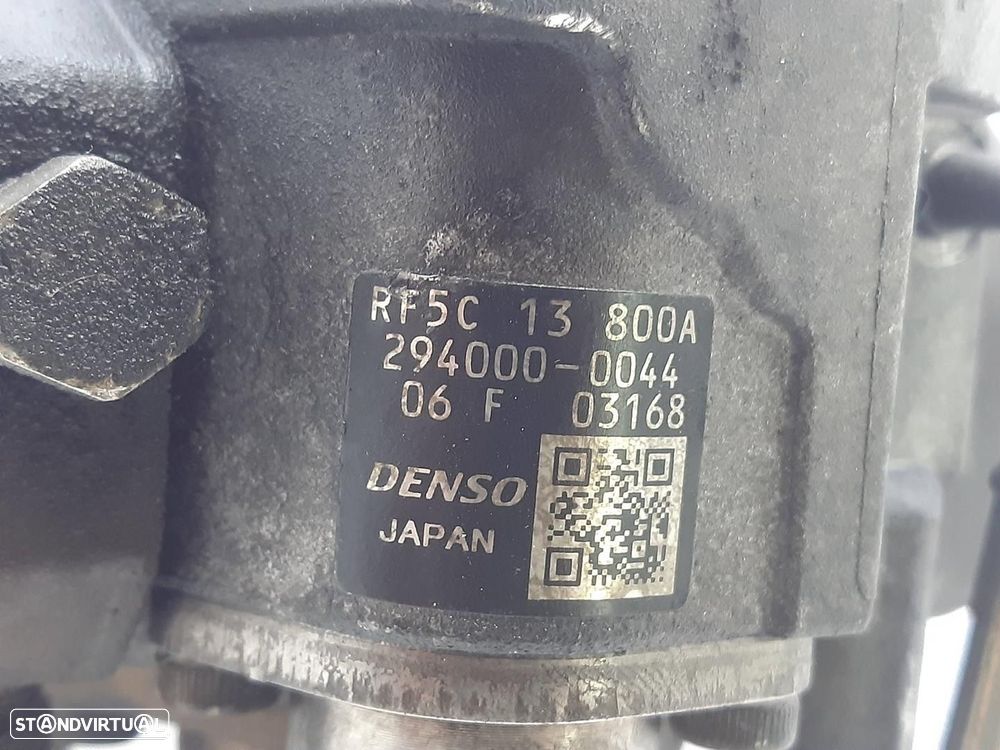 RF5C 13 800A
294000-0044
06 F 03168
DENSO
JAPAN
STANDVIRTUAL